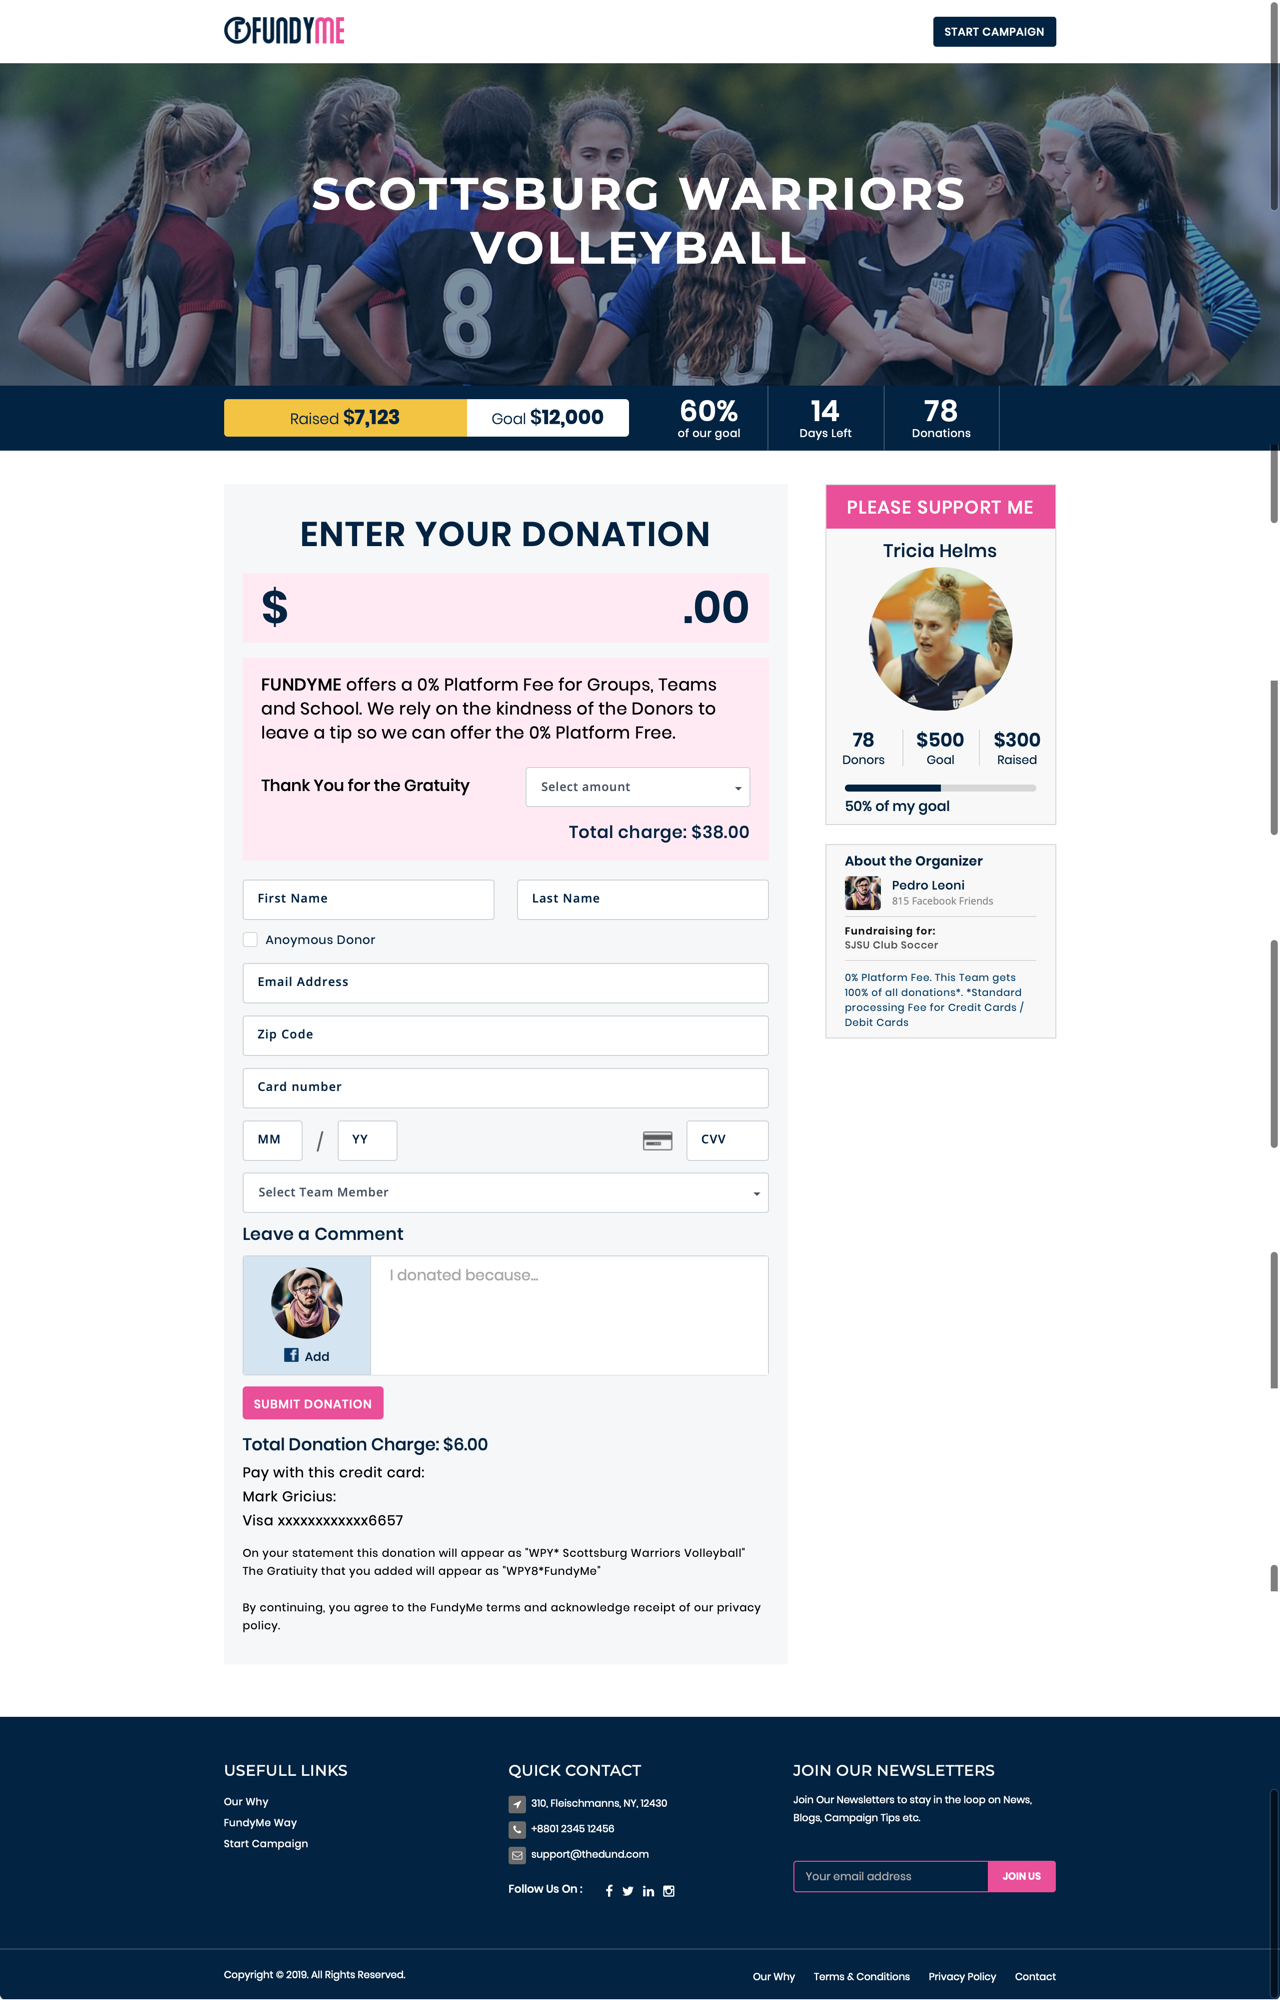 FUNDYME
START CAMPAIGN
SCOTTSBURG WARRIORS
VOLLEYBALL
Raised $7,123
Goal $12,000
60%
of our goal
14
Days Left
78
Donations
ENTER YOUR DONATION
$ .00
FUNDYME offers a 0% Platform Fee for Groups, Teams
and School. We rely on the kindness of the Donors to
leave a tip so we can offer the 0% Platform Free.
Thank You for the Gratuity
Select amount
Total charge: $38.00
First Name
Last Name
Anoymous Donor
Email Address
Zip Code
Card number
MM / YY
CVV
Select Team Member
Leave a Comment
I donated because...
Add
SUBMIT DONATION
Total Donation Charge: $6.00
Pay with this credit card:
Mark Gricius:
Visa xxxxxxxxxxxx6657
On your statement this donation will appear as "WPY* Scottsburg Warriors Volleyball"
The Gratiuity that you added will appear as "WPY8*FundyMe"
By continuing, you agree to the FundyMe terms and acknowledge receipt of our privacy
policy.
PLEASE SUPPORT ME
Tricia Helms
78
Donors
$500
Goal
$300
Raised
50% of my goal
About the Organizer
Pedro Leoni
815 Facebook Friends
Fundraising for:
SJSU Club Soccer
0% Platform Fee. This Team gets
100% of all donations*. *Standard
processing Fee for Credit Cards /
Debit Cards
USEFULL LINKS
Our Why
FundyMe Way
Start Campaign
QUICK CONTACT
310, Fleischmanns, NY, 12430
+8801 2345 12456
support@thedund.com
Follow Us On :
JOIN OUR NEWSLETTERS
Join Our Newsletters to stay in the loop on News,
Blogs, Campaign Tips etc.
Your email address
JOIN US
Copyright © 2019. All Rights Reserved.
Our Why
Terms & Conditions
Privacy Policy
Contact